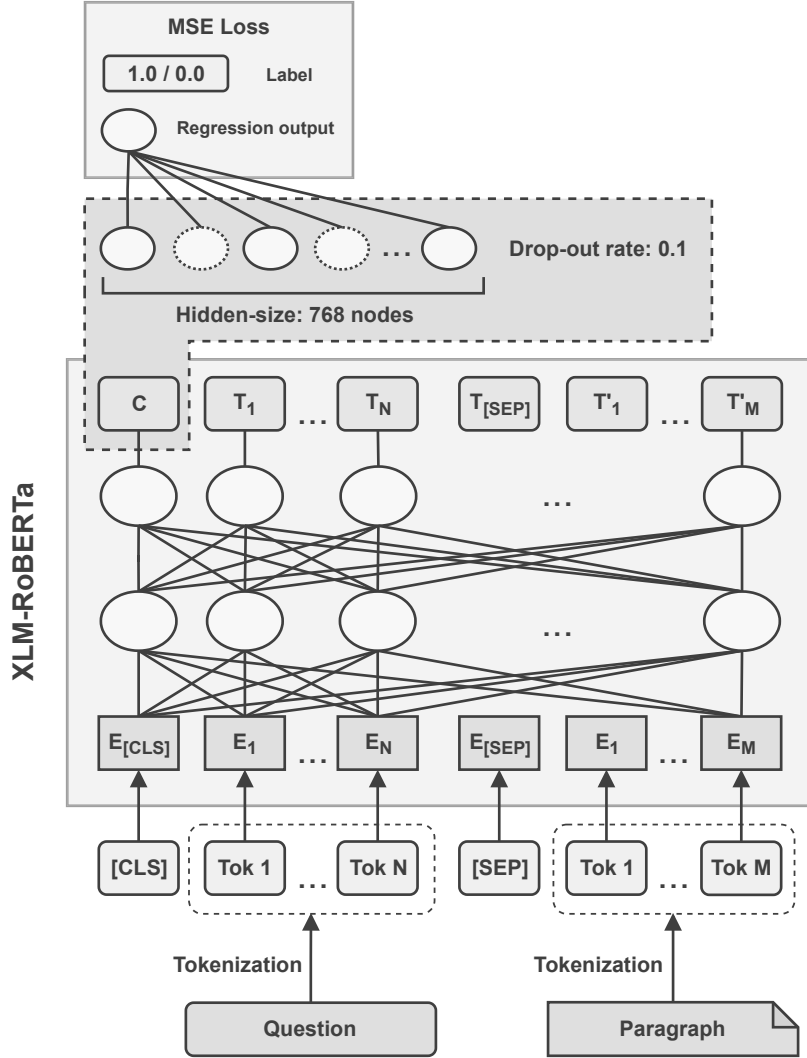 MSE Loss
1.0 / 0.0 Label
Regression output
... Drop-out rate: 0.1
Hidden-size: 768 nodes
XLM-RoBERTa
C T1 ... TN T[SEP] T'1 ... T'M
...
...
E[CLS] E1 ... EN E[SEP] E1 ... EM
[CLS] Tok 1 ... Tok N [SEP] Tok 1 ... Tok M
Tokenization Tokenization
Question Paragraph